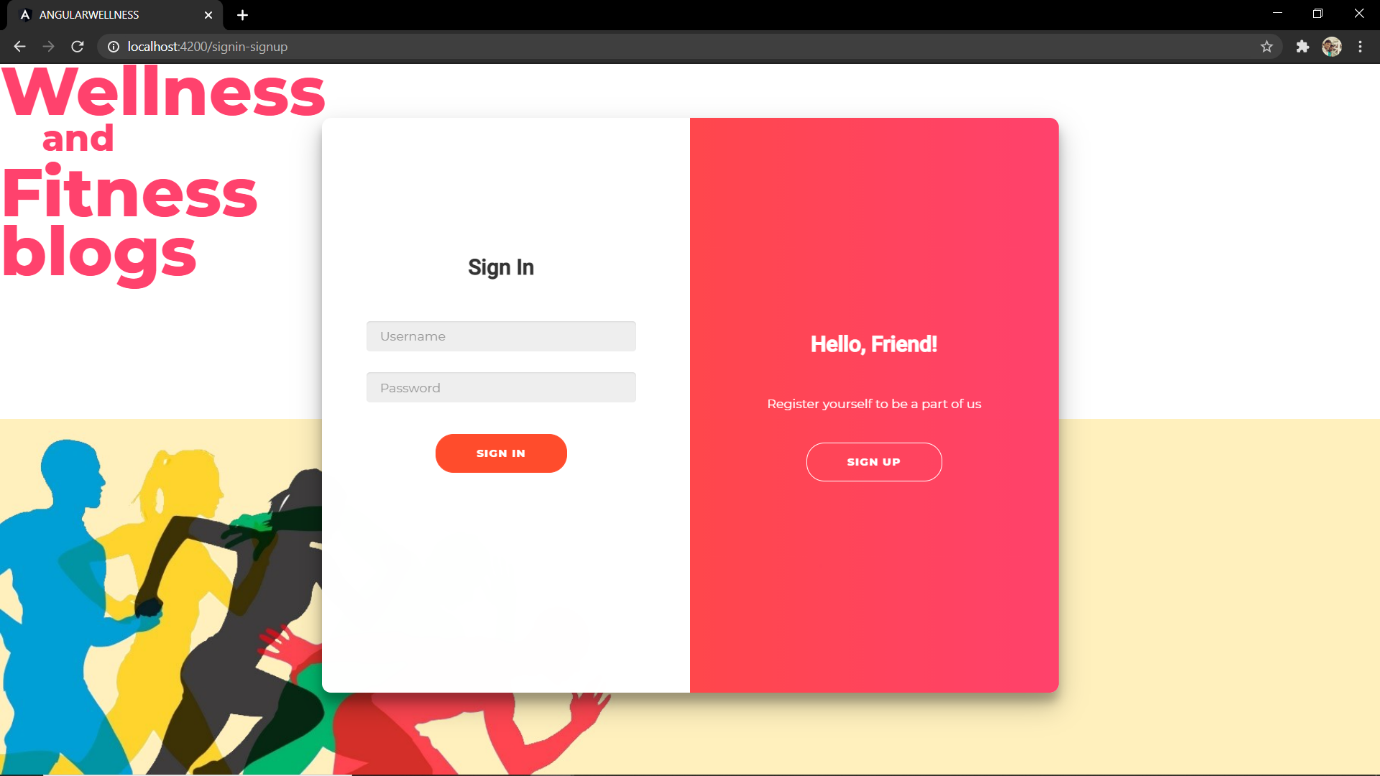 ANGULARWELLNESS
localhost:4200/signin-signup
Wellness
and
Fitness
blogs
Sign In
Username
Password
SIGN IN
Hello, Friend!
Register yourself to be a part of us
SIGN UP